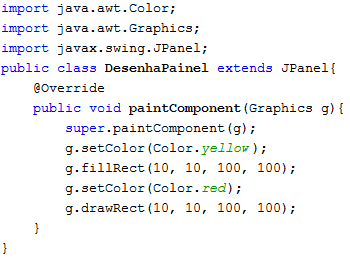 import java.awt.Color;
import java.awt.Graphics;
import javax.swing.JPanel;
public class DesenhaPainel extends JPanel{
    @Override
    public void paintComponent(Graphics g){
        super.paintComponent(g);
        g.setColor(Color.yellow);
        g.fillRect(10, 10, 100, 100);
        g.setColor(Color.red);
        g.drawRect(10, 10, 100, 100);
    }
}